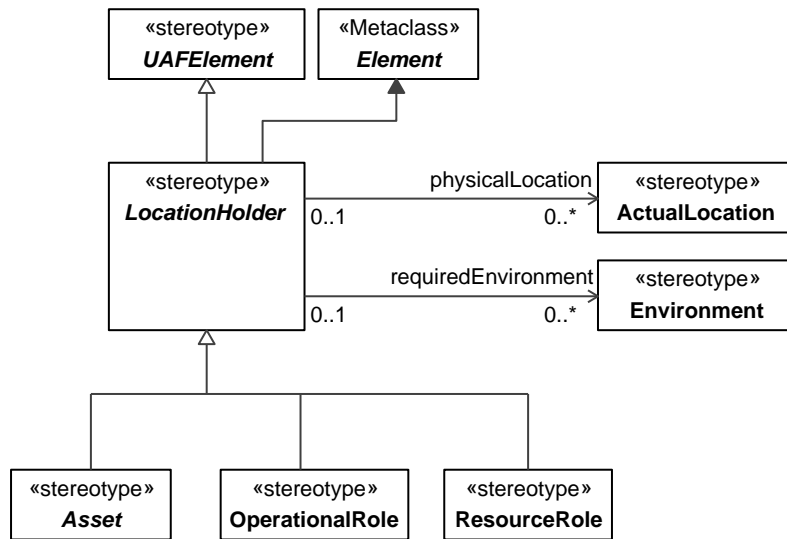 «stereotype»
UAFElement
«Metaclass»
Element
«stereotype»
LocationHolder
physicalLocation
0..1
0..*
«stereotype»
ActualLocation
requiredEnvironment
0..1
0..*
«stereotype»
Environment
«stereotype»
Asset
«stereotype»
OperationalRole
«stereotype»
ResourceRole